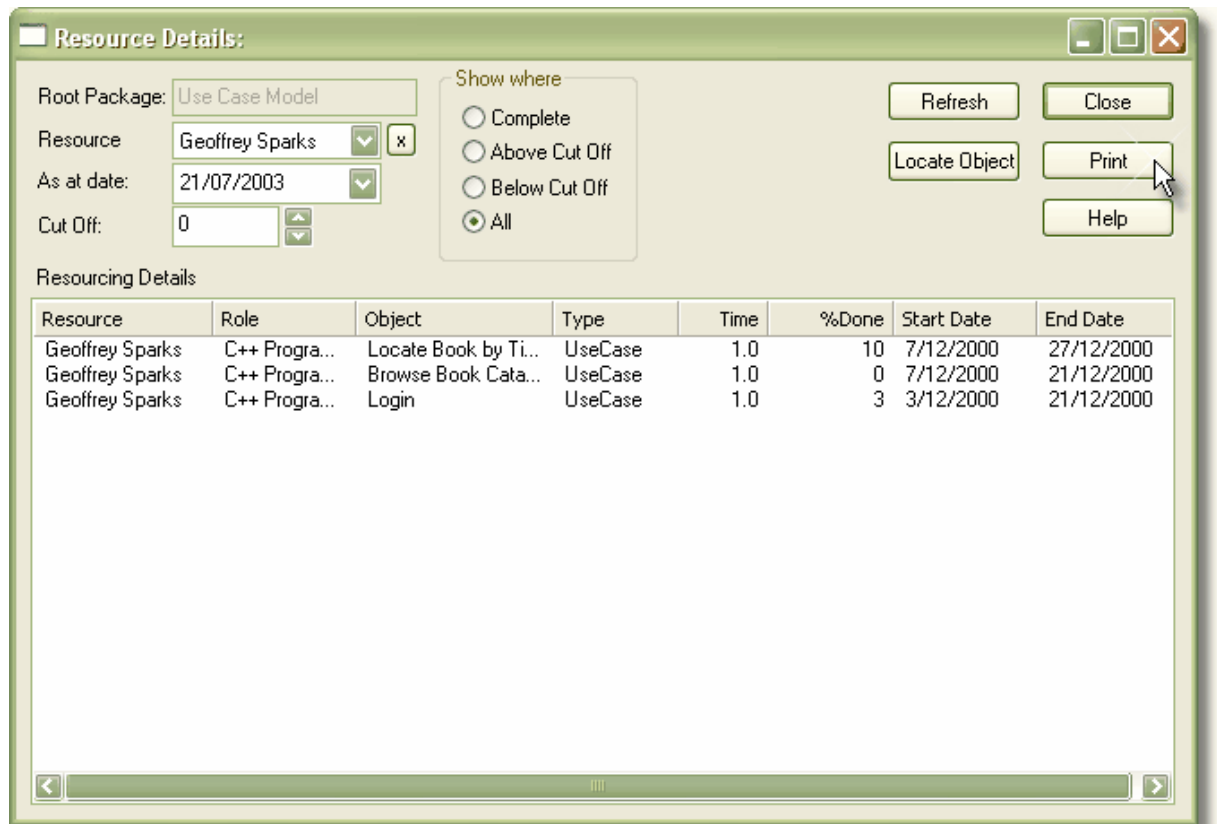 Resource Details:
Root Package: Use Case Model
Resource Geoffrey Sparks x
As at date: 21/07/2003
Cut Off: 0
Show where
Complete
Above Cut Off
Below Cut Off
All
Refresh Close
Locate Object Print
Help
Resourcing Details
Resource Role Object Type Time %Done Start Date End Date
Geoffrey Sparks C++ Progra... Locate Book by Ti... UseCase 1.0 10 7/12/2000 27/12/2000
Geoffrey Sparks C++ Progra... Browse Book Cata... UseCase 1.0 0 7/12/2000 21/12/2000
Geoffrey Sparks C++ Progra... Login UseCase 1.0 3 3/12/2000 21/12/2000